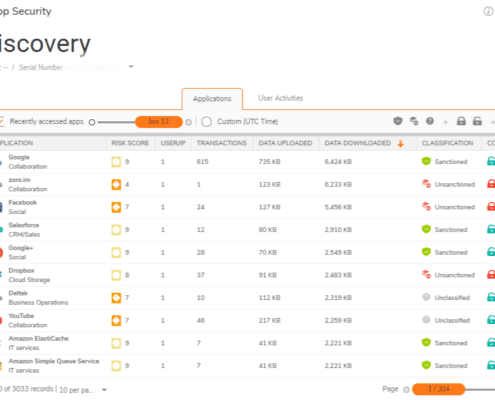 op Security
iscovery
-- / Serial Number
Applications User Activities
Recently accessed apps Jan 12 Custom (UTC Time)
PLICATION RISK SCORE USER/IP TRANSACTIONS DATA UPLOADED DATA DOWNLOADED CLASSIFICATION CO
Google
Collaboration
9 1 615 735 KB 6,424 KB Sanctioned
zoro.im
Collaboration
4 1 1 123 KB 6,233 KB Unsanctioned
Facebook
Social
7 1 24 127 KB 5,456 KB Unsanctioned
Salesforce
CRM/Sales
9 1 12 80 KB 2,910 KB Sanctioned
Google+
Social
9 1 28 70 KB 2,549 KB Sanctioned
Dropbox
Cloud Storage
8 1 37 91 KB 2,483 KB Unsanctioned
Daltek
Business Operations
7 1 10 112 KB 2,319 KB Unclassified
YouTube
Collaboration
7 1 46 217 KB 2,259 KB Unclassified
Amazon ElastiCache
IT services
9 1 7 41 KB 2,221 KB Sanctioned
Amazon Simple Queue Service
IT services
9 1 7 41 KB 2,221 KB Sanctioned
0 of 3033 records | 10 per pa... Page 1 / 304